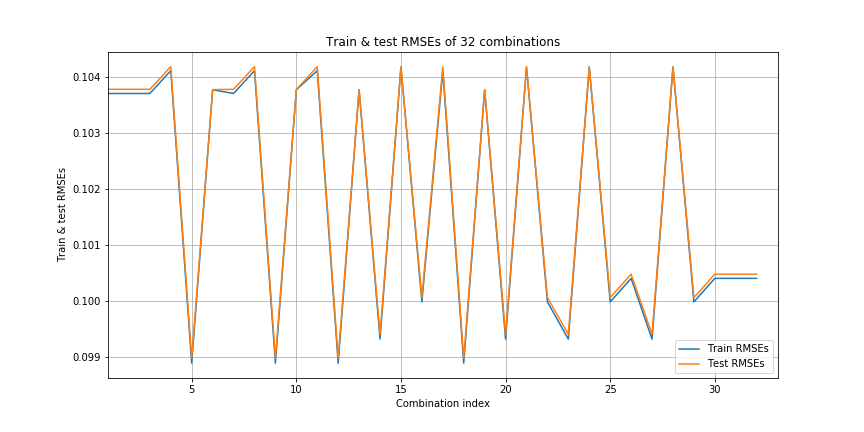 Train & test RMSEs of 32 combinations
Train & test RMSEs
0.104
0.103
0.102
0.101
0.100
0.099
5
10
15
20
25
30
Combination index
Train RMSEs
Test RMSEs